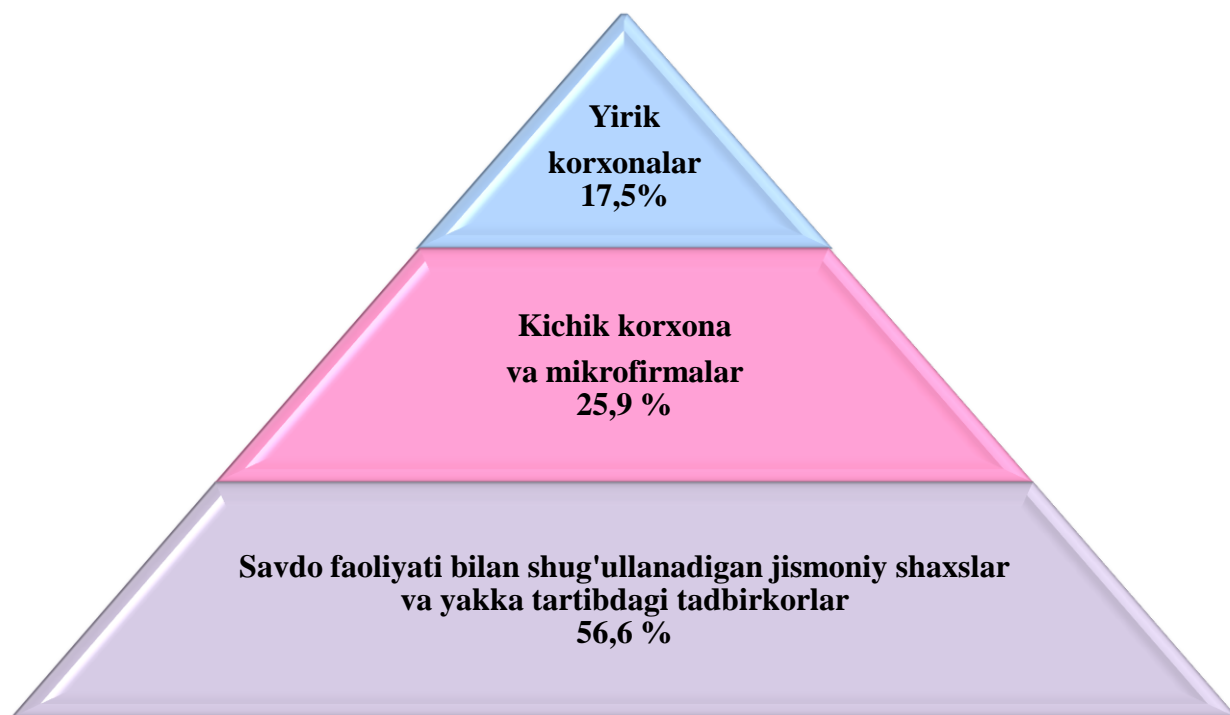 Yirik
korxonalar
17,5%
Kichik korxona
va mikrofirmalar
25,9 %
Savdo faoliyati bilan shug'ullanadigan jismoniy shaxslar
va yakka tartibdagi tadbirkorlar
56,6 %